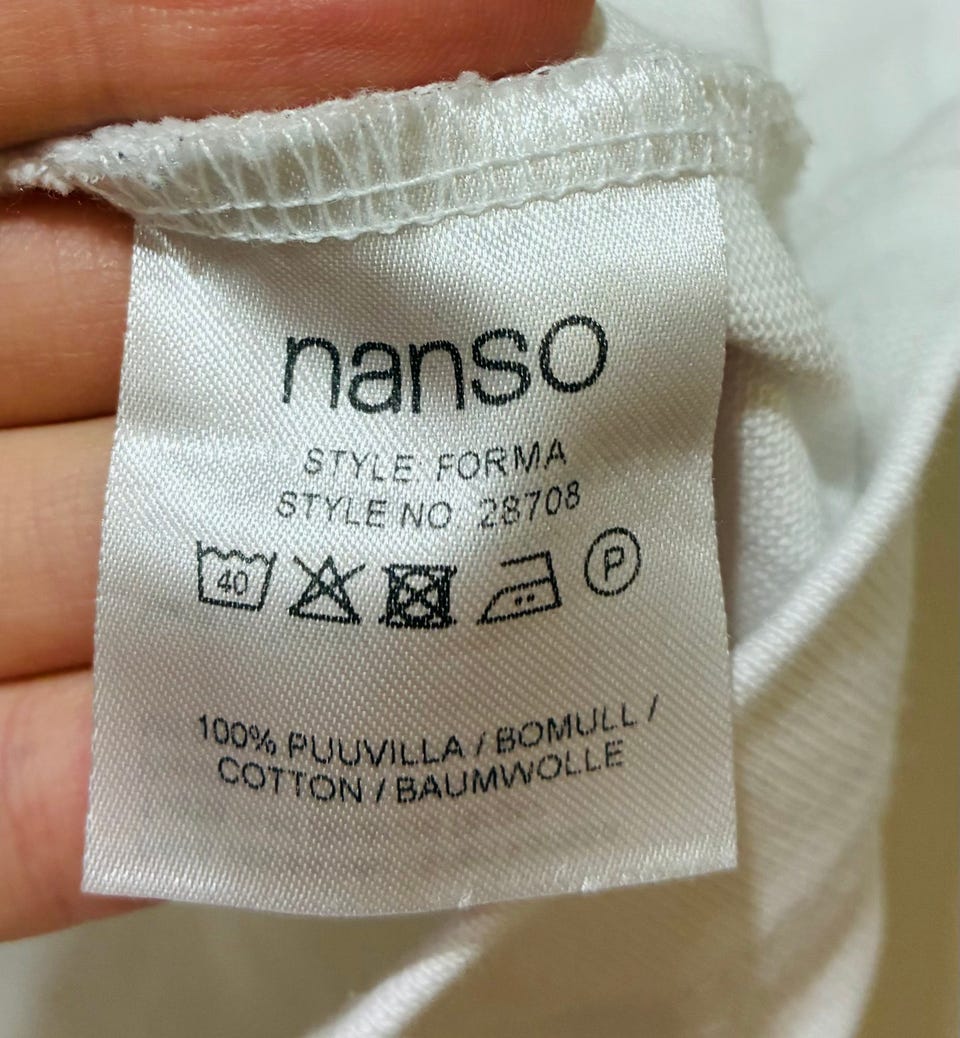 nanso
STYLE: FORMA
STYLE NO 28708
40 P
100% PUUVILLA / BOMULL /
COTTON / BAUMWOLLE